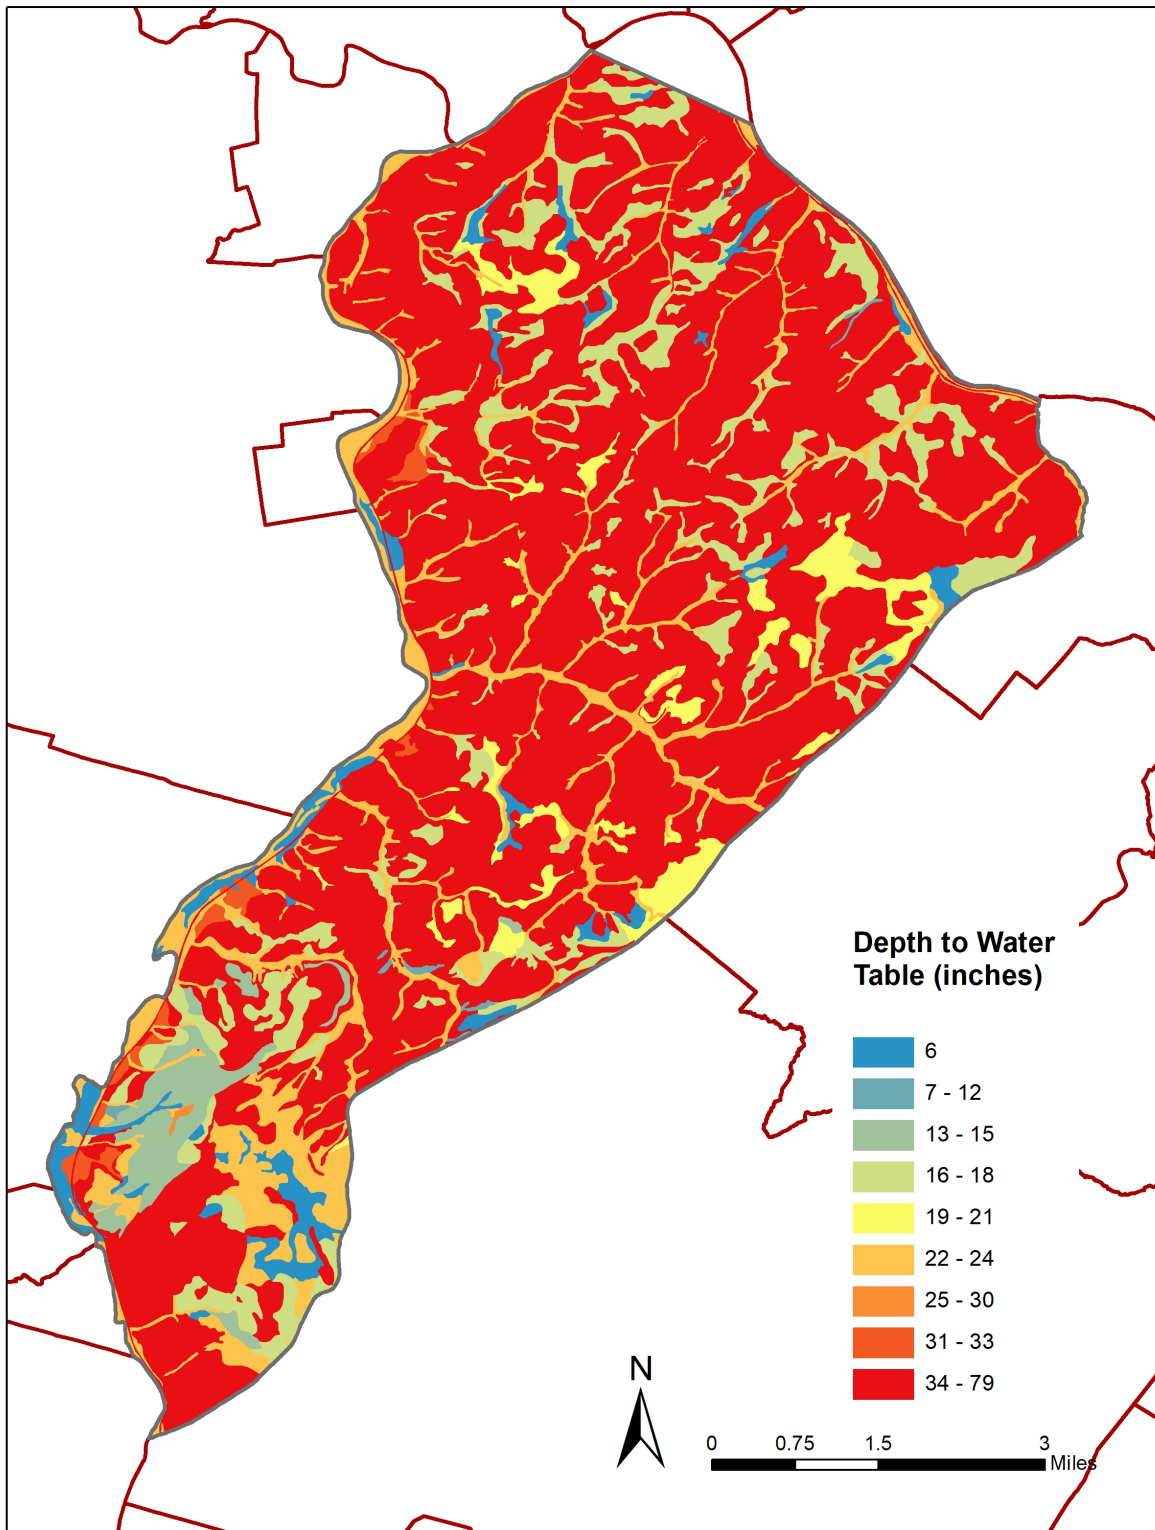 Depth to Water
Table (inches)
6
7 - 12
13 - 15
16 - 18
19 - 21
22 - 24
25 - 30
31 - 33
34 - 79
N
0 0.75 1.5 3
Miles